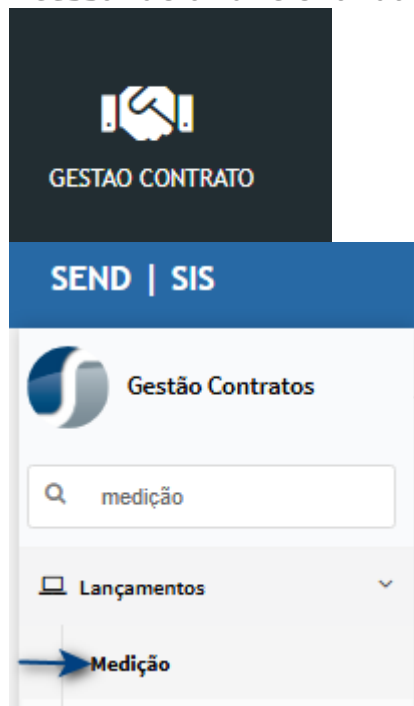 GESTAO CONTRATO
SEND | SIS
Gestão Contratos
medição
Lançamentos
Medição